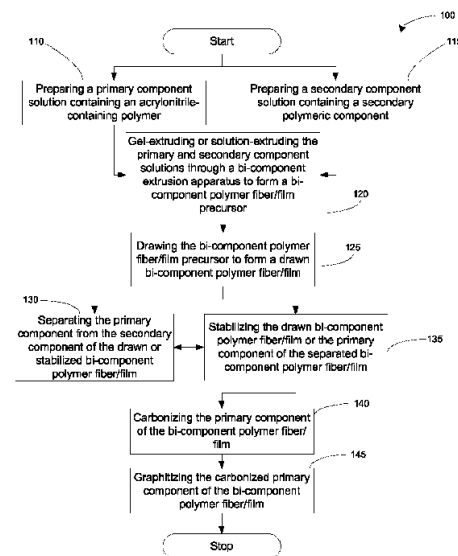 100
Start
110
115
Preparing a primary component
solution containing an acrylonitrile-
containing polymer
Preparing a secondary component
solution containing a secondary
polymeric component
Gel-extruding or solution-extruding the
primary and secondary component
solutions through a bi-component
extrusion apparatus to form a bi-
component polymer fiber/film
precursor
120
Drawing the bi-component polymer
fiber/film precursor to form a drawn
bi-component polymer fiber/film
125
130
Separating the primary
component from the secondary
component of the drawn or
stabilized bi-component
polymer fiber/film
Stabilizing the drawn bi-component
polymer fiber/film or the primary
component of the separated bi-
component polymer fiber/film
135
140
Carbonizing the primary component
of the bi-component polymer fiber/
film
145
Graphitizing the carbonized primary
component of the bi-component
polymer fiber/film
Stop